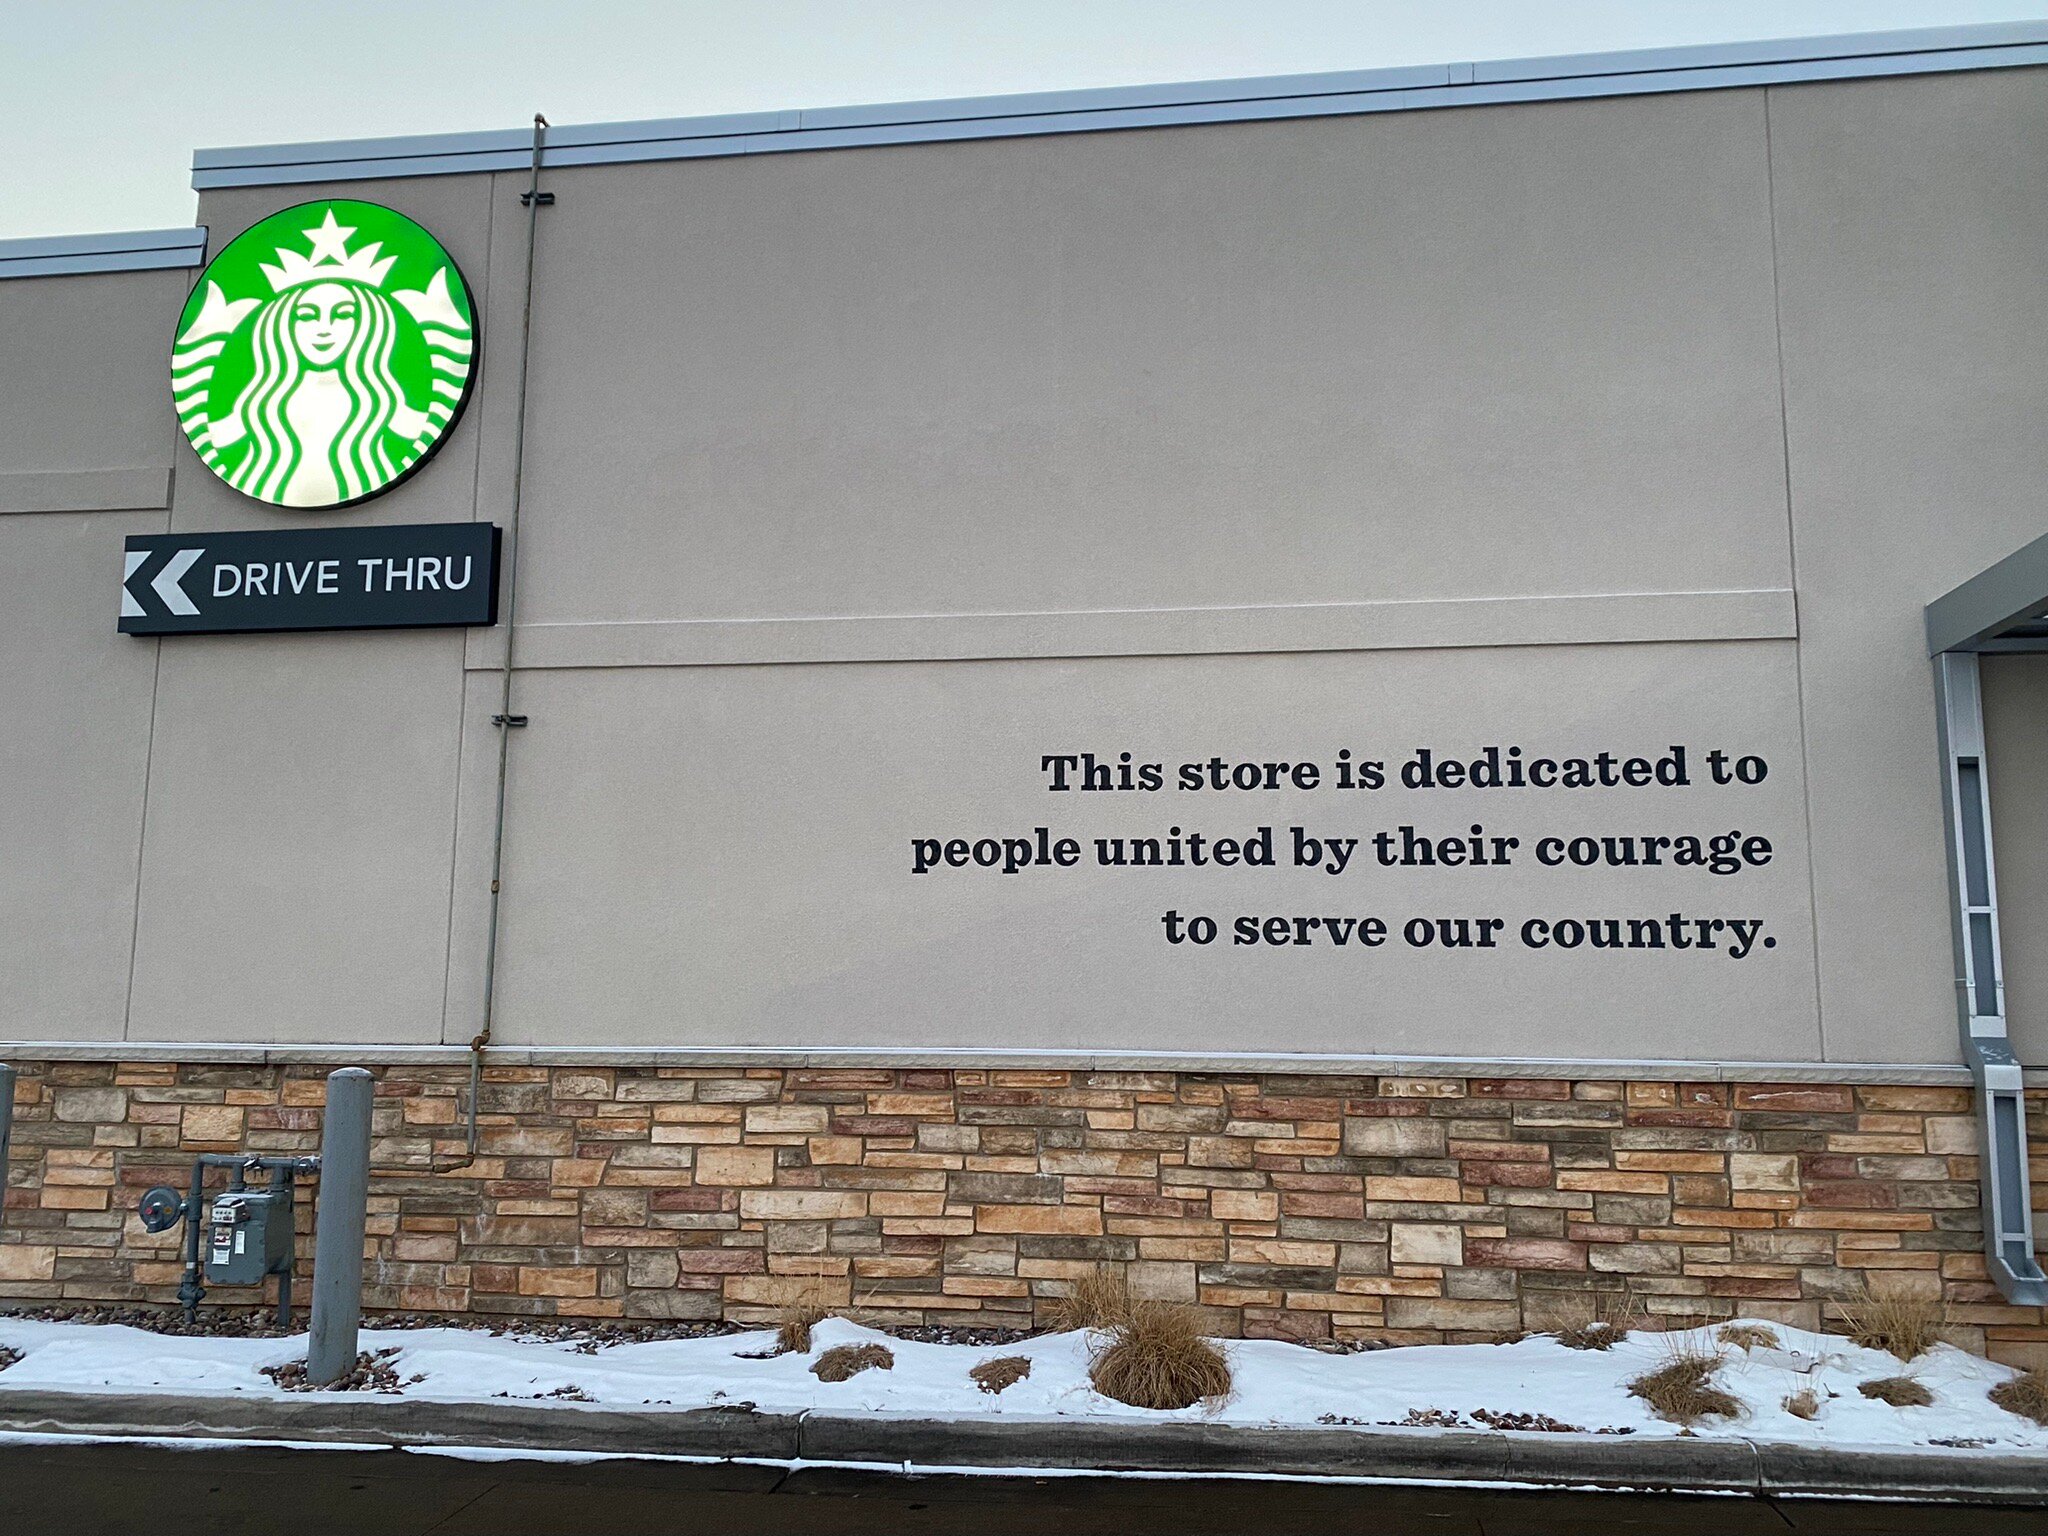 DRIVE THRU
This store is dedicated to
people united by their courage
to serve our country.